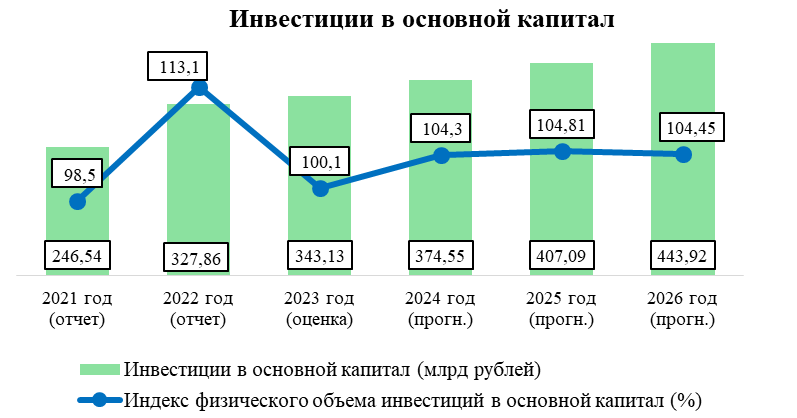 Инвестиции в основной капитал
113,1
98,5
100,1
104,3
104,81
104,45
246,54
327,86
343,13
374,55
407,09
443,92
2021 год
(отчет)
2022 год
(отчет)
2023 год
(оценка)
2024 год
(прогн.)
2025 год
(прогн.)
2026 год
(прогн.)
Инвестиции в основной капитал (млрд рублей)
Индекс физического объема инвестиций в основной капитал (%)